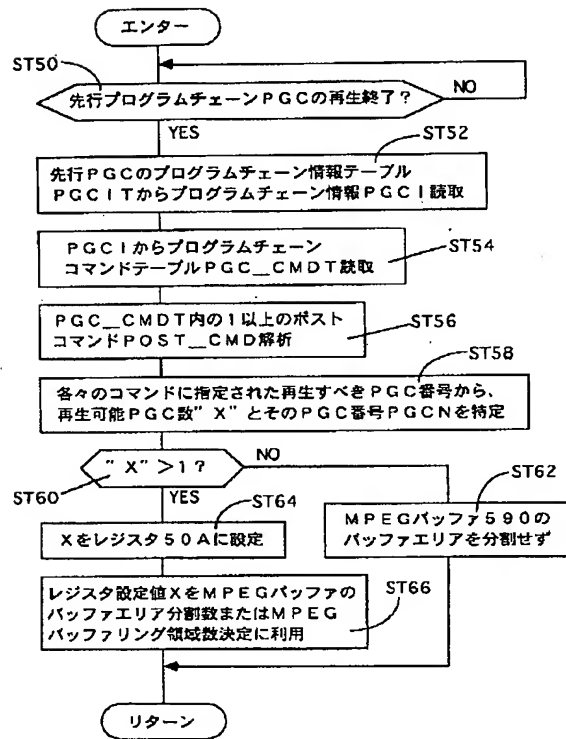 エンター
ST50
先行プログラムチェーンPGCの再生終了?
NO
YES
ST52
先行PGCのプログラムチェーン情報テーブル
PGCITからプログラムチェーン情報PGCI読取
PGCIからプログラムチェーン
コマンドテーブルPGC__CMDT読取
ST54
PGC__CMDT内の1以上のポスト
コマンドPOST__CMD解析
ST56
ST58
各々のコマンドに指定された再生すべきPGC番号から、
再生可能PGC数"X"とそのPGC番号PGCNを特定
"X">1?
NO
ST60
YES
ST64
ST62
Xをレジスタ50Aに設定
MPEGバッファ590の
バッファエリアを分割せず
レジスタ設定値XをMPEGバッファの
バッファエリア分割数またはMPEG
バッファリング領域数決定に利用
ST66
リターン